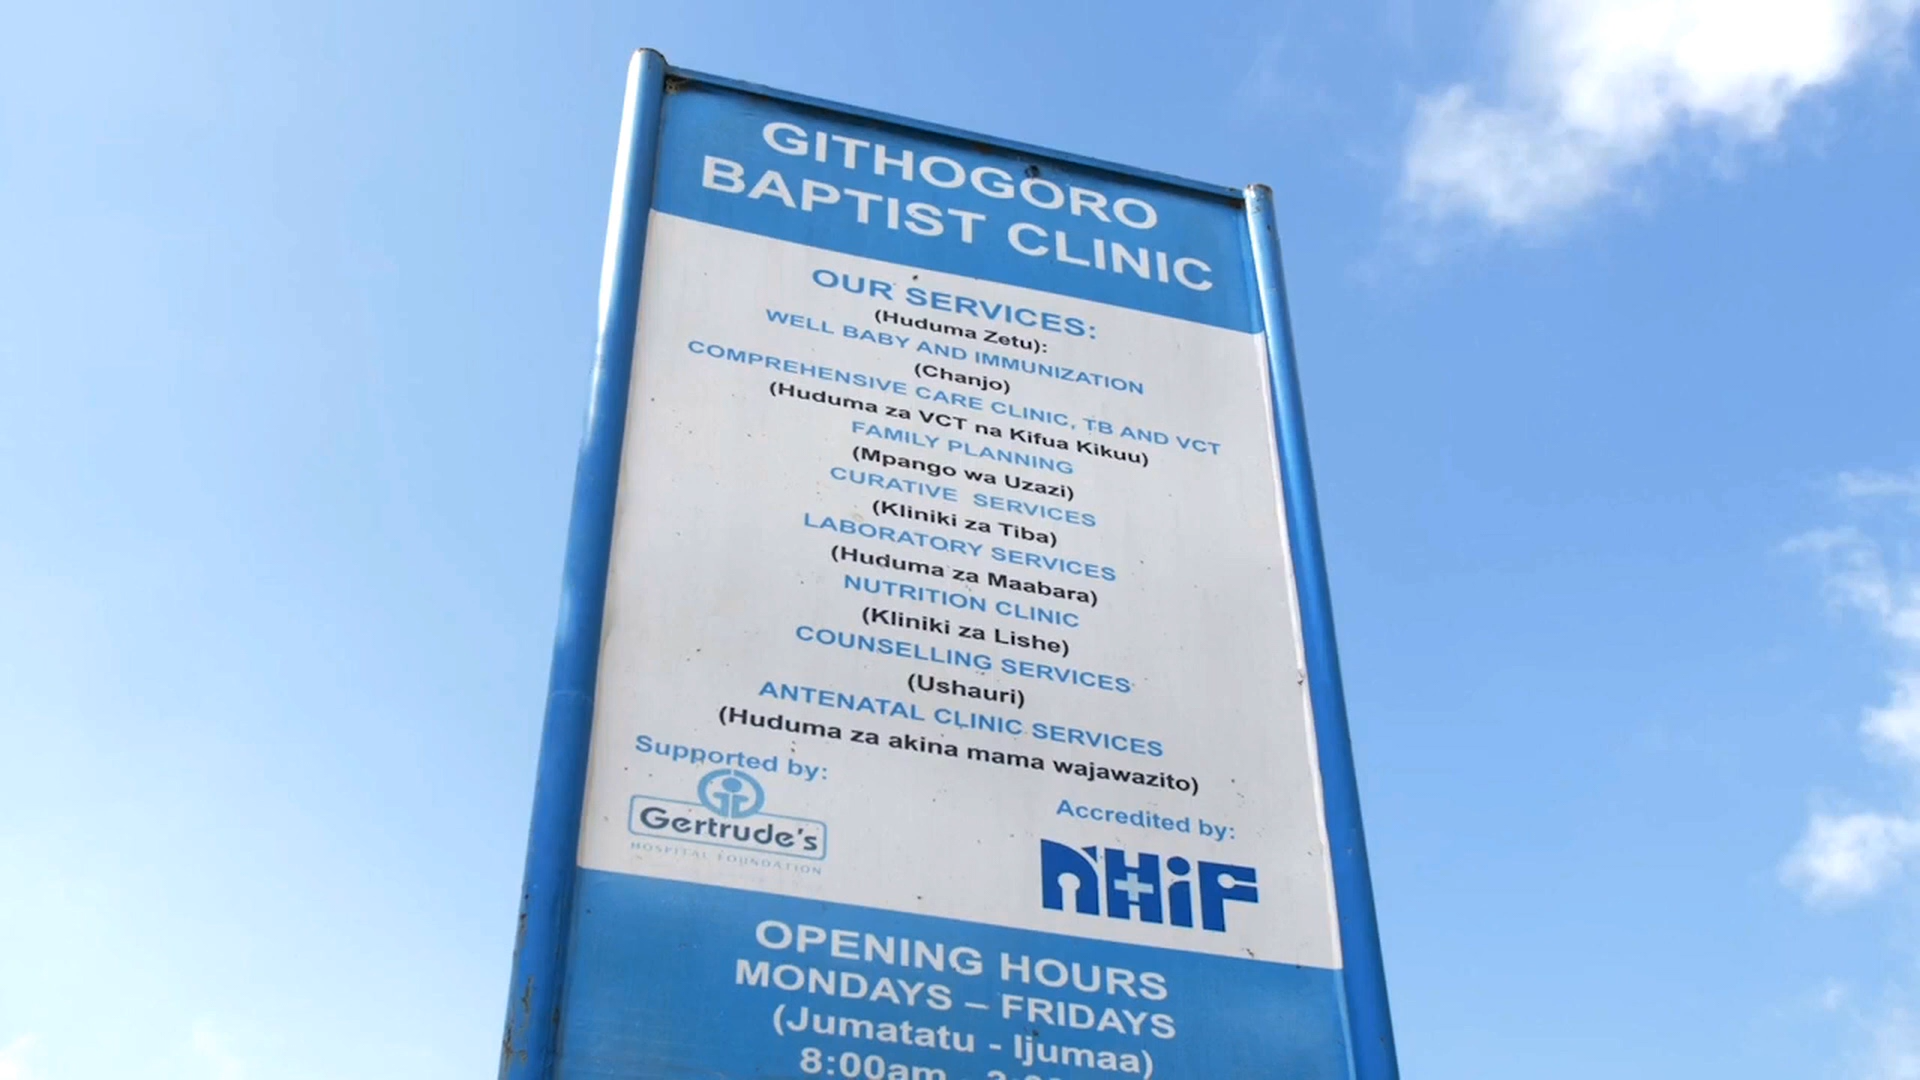 GITHOGORO
BAPTIST CLINIC
OUR SERVICES:
(Huduma Zetu):
WELL BABY AND IMMUNIZATION
(Chanjo)
COMPREHENSIVE CARE CLINIC, TB AND VCT
(Huduma za VCT na Kifua Kikuu)
FAMILY PLANNING
(Mpango wa Uzazi)
CURATIVE SERVICES
(Kliniki za Tiba)
LABORATORY SERVICES
(Huduma za Maabara)
NUTRITION CLINIC
(Kliniki za Lishe)
COUNSELLING SERVICES
(Ushauri)
ANTENATAL CLINIC SERVICES
(Huduma za akina mama wajawazito)
Supported by:
Gertrude's
HOSPITAL FOUNDATION
Accredited by:
NHiF
OPENING HOURS
MONDAYS – FRIDAYS
(Jumatatu - Ijumaa)
8:00am -